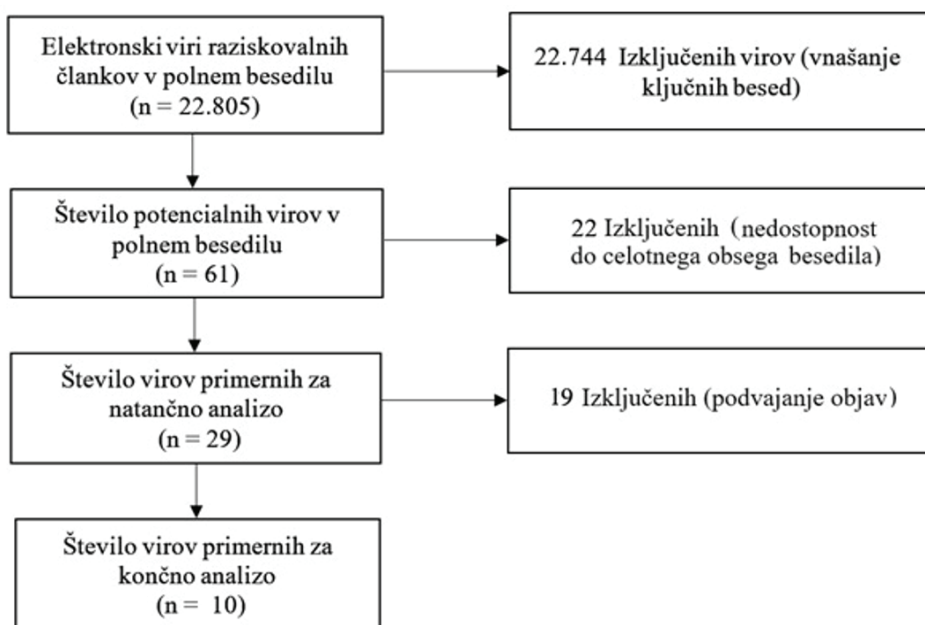 Elektronski viri raziskovalnih
člankov v polnem besedilu
(n = 22.805)
22.744 Izključenih virov (vnašanje
ključnih besed)
Število potencialnih virov v
polnem besedilu
(n = 61)
22 Izključenih (nedostopnost
do celotnega obsega besedila)
Število virov primernih za
natančno analizo
(n = 29)
19 Izključenih (podvajanje objav)
Število virov primernih za
končno analizo
(n = 10)